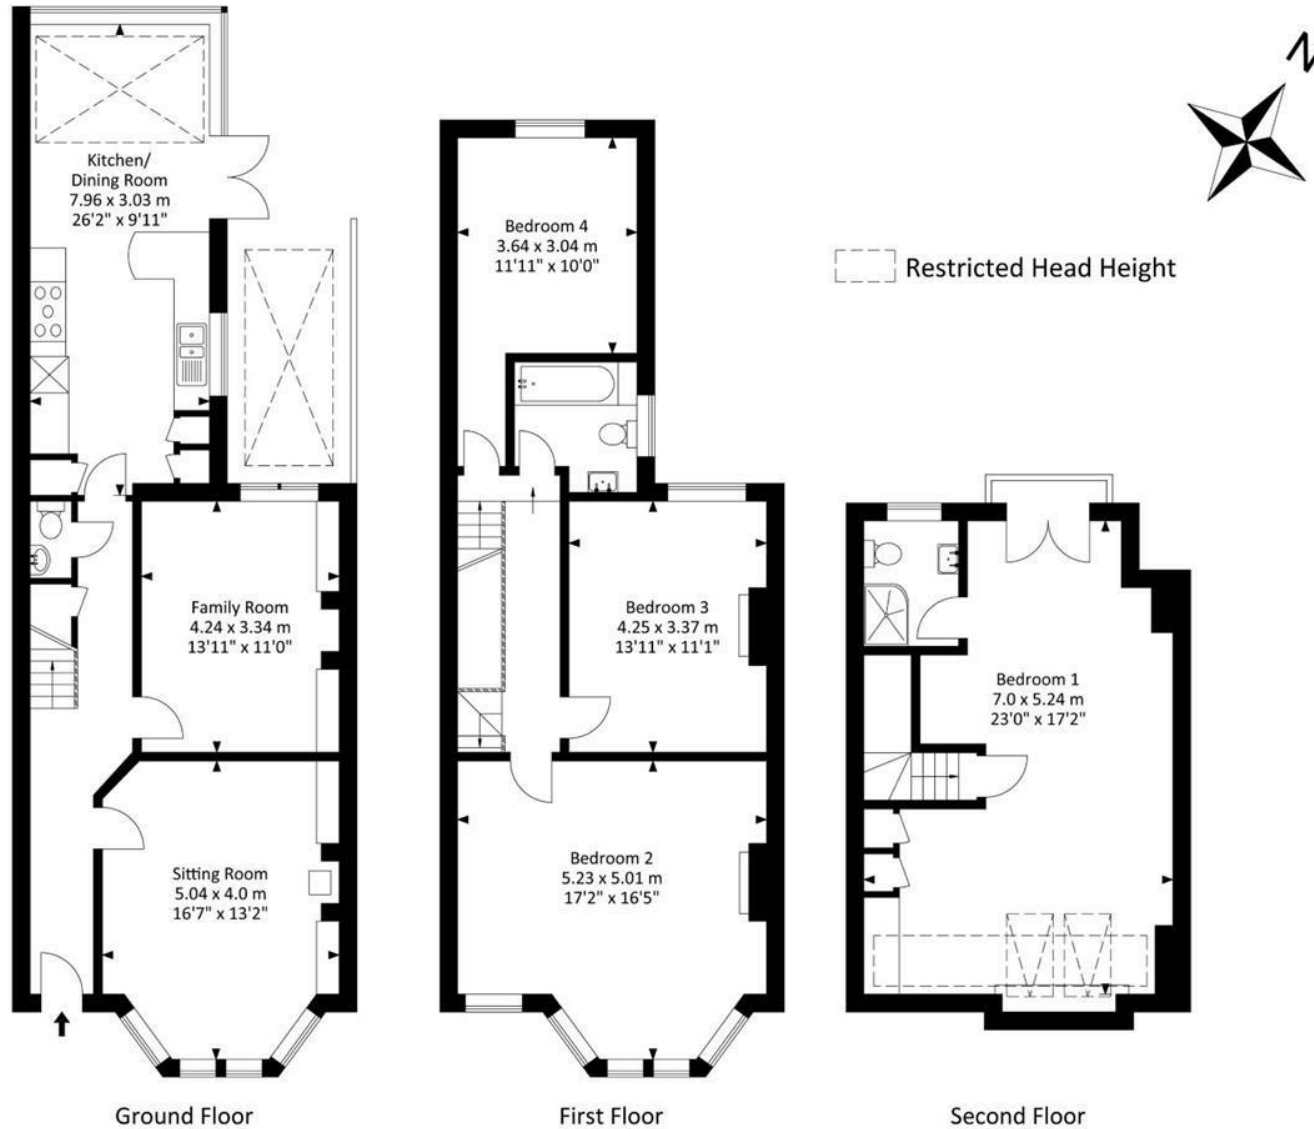 N
Kitchen/
Dining Room
7.96 x 3.03 m
26'2" x 9'11"
Bedroom 4
3.64 x 3.04 m
11'11" x 10'0"
Restricted Head Height
Family Room
4.24 x 3.34 m
13'11" x 11'0"
Bedroom 3
4.25 x 3.37 m
13'11" x 11'1"
Bedroom 1
7.0 x 5.24 m
23'0" x 17'2"
Sitting Room
5.04 x 4.0 m
16'7" x 13'2"
Bedroom 2
5.23 x 5.01 m
17'2" x 16'5"
Ground Floor
First Floor
Second Floor